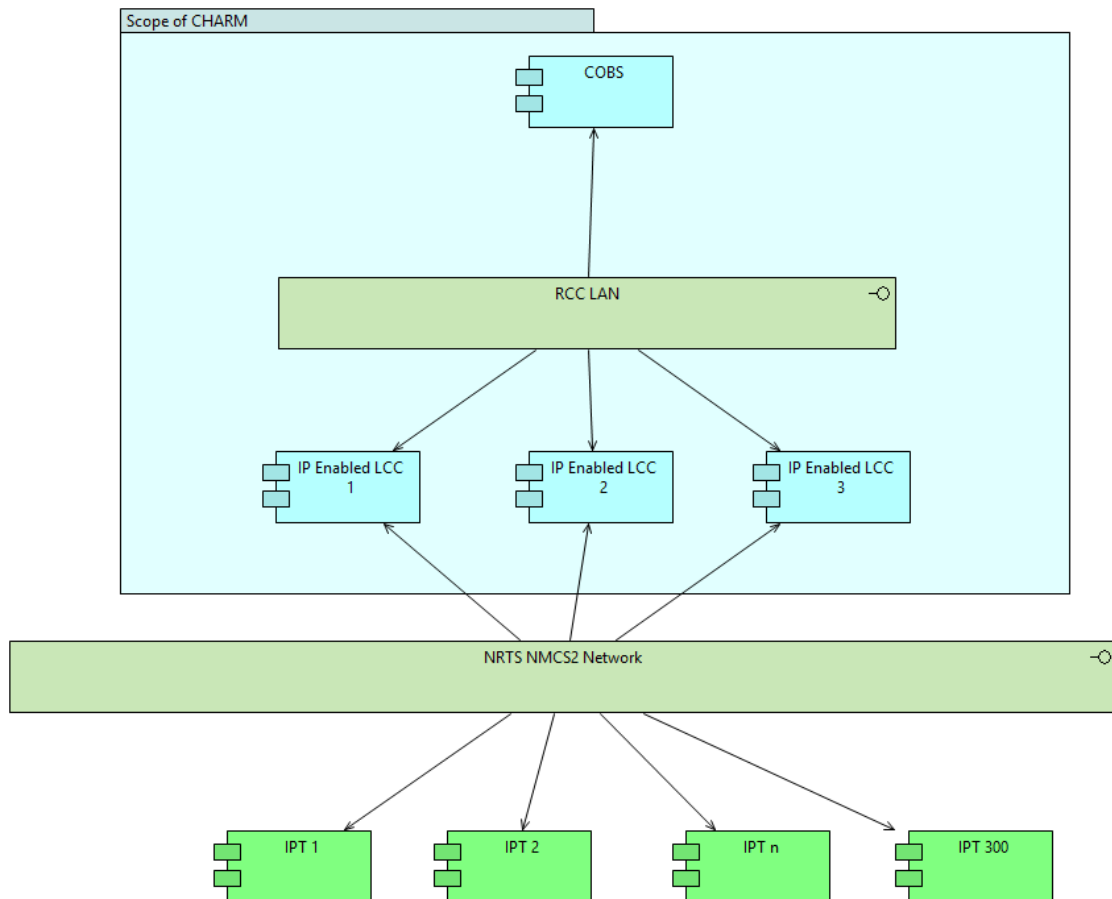 Scope of CHARM
COBS
RCC LAN
IP Enabled LCC
1
IP Enabled LCC
2
IP Enabled LCC
3
NRTS NMCS2 Network
IPT 1
IPT 2
IPT n
IPT 300